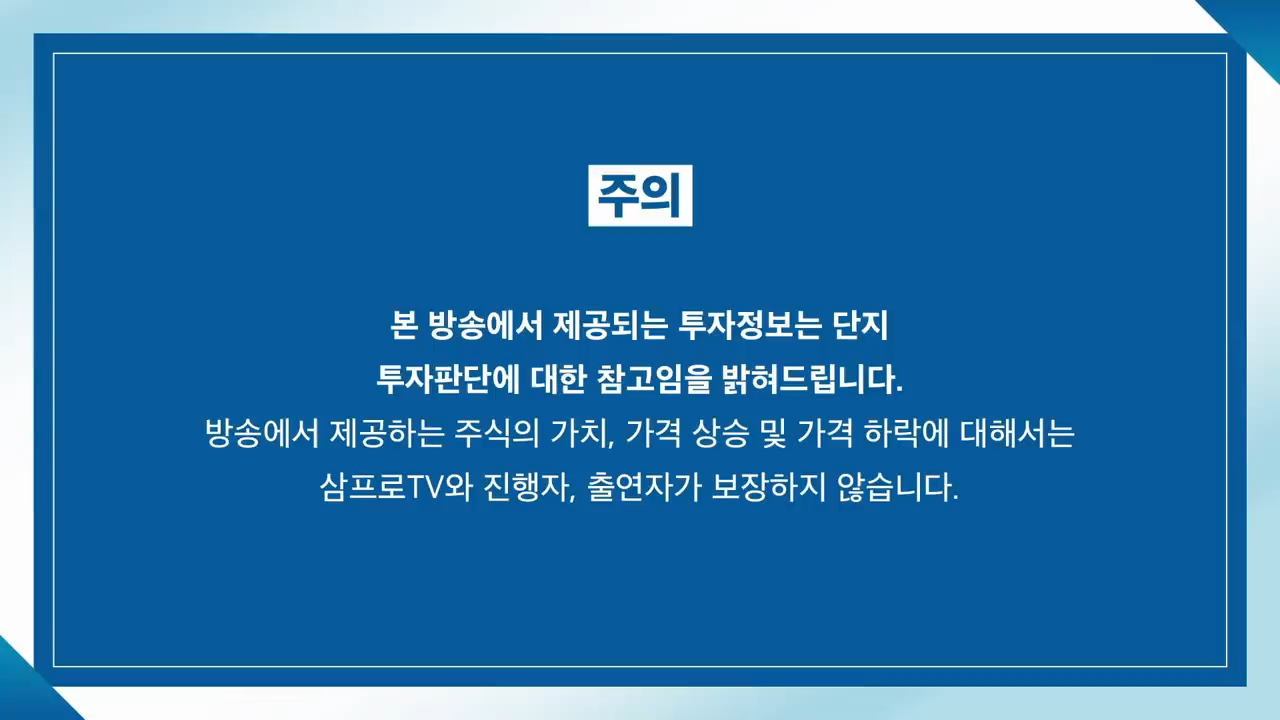 주의
본 방송에서 제공되는 투자정보는 단지
투자판단에 대한 참고임을 밝혀드립니다.
방송에서 제공하는 주식의 가치, 가격 상승 및 가격 하락에 대해서는
삼프로TV와 진행자, 출연자가 보장하지 않습니다.